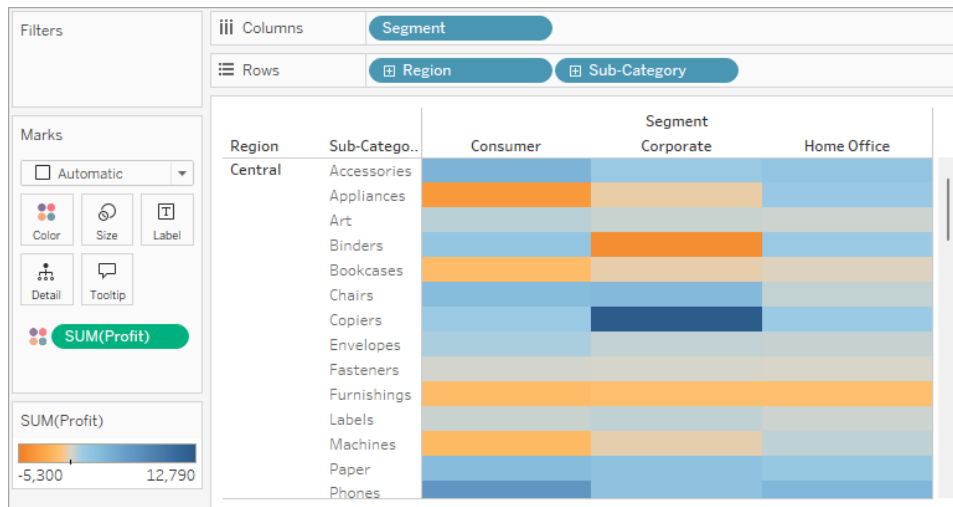 Filters
Columns
Segment
Rows
Region
Sub-Category
Marks
Automatic
Color
Size
Label
Detail
Tooltip
SUM(Profit)
SUM(Profit)
-5,300 12,790
Segment
Region Sub-Catego.. Consumer Corporate Home Office
Central Accessories
Appliances
Art
Binders
Bookcases
Chairs
Copiers
Envelopes
Fasteners
Furnishings
Labels
Machines
Paper
Phones